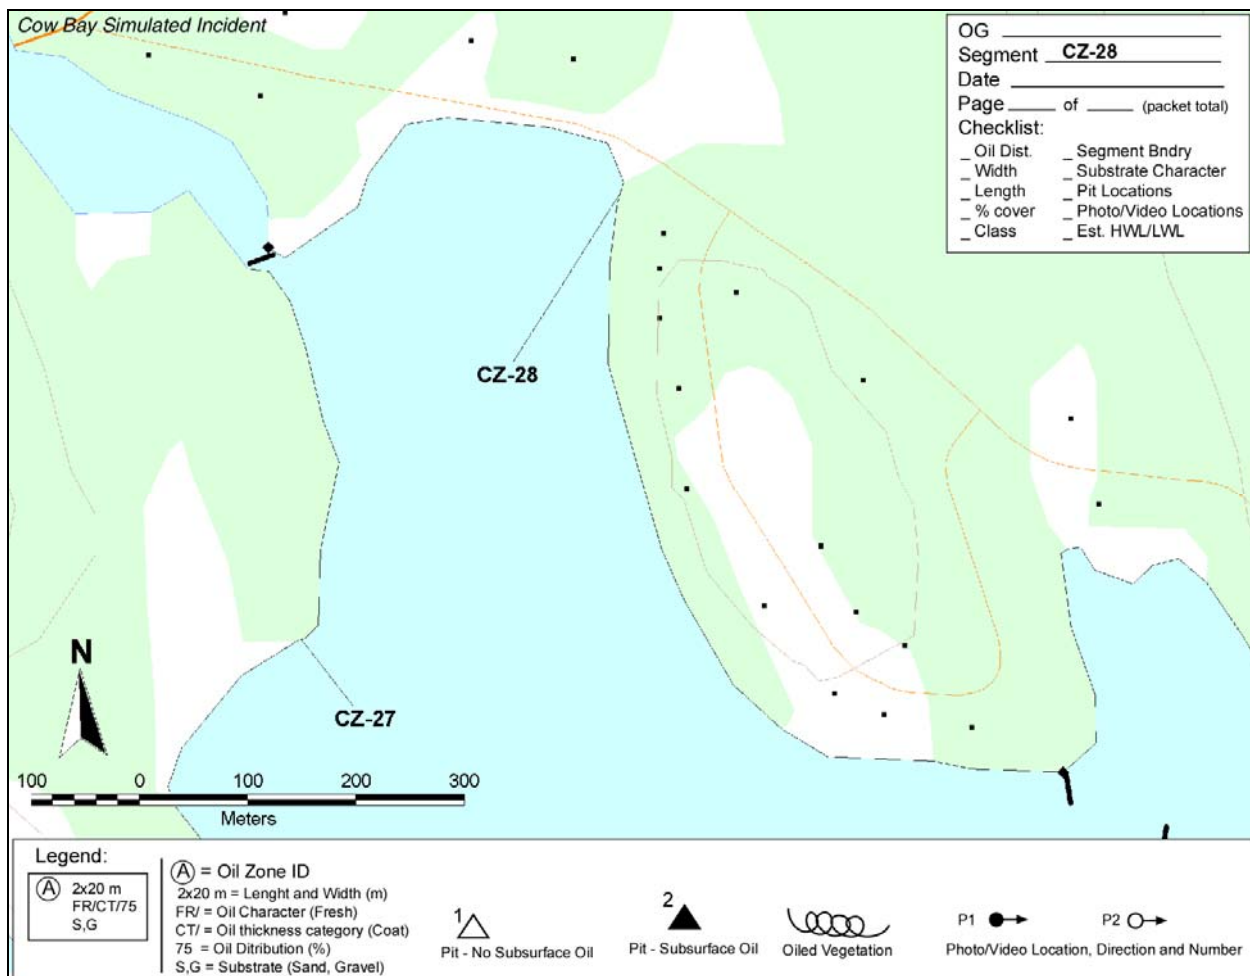 Cow Bay Simulated Incident
OG
Segment CZ-28
Date
Page ____ of ____ (packet total)
Checklist:
_ Oil Dist. _ Segment Bndry
_ Width _ Substrate Character
_ Length _ Pit Locations
_ % cover _ Photo/Video Locations
_ Class _ Est. HWL/LWL
CZ-28
CZ-27
N
100 0 100 200 300
Meters
Legend:
A 2x20 m
FR/CT/75
S,G
A = Oil Zone ID
2x20 m = Lenght and Width (m)
FR/ = Oil Character (Fresh)
CT/ = Oil thickness category (Coat)
75 = Oil Ditribution (%)
S,G = Substrate (Sand, Gravel)
1
Pit - No Subsurface Oil
2
Pit - Subsurface Oil
Oiled Vegetation
P1 P2
Photo/Video Location, Direction and Number